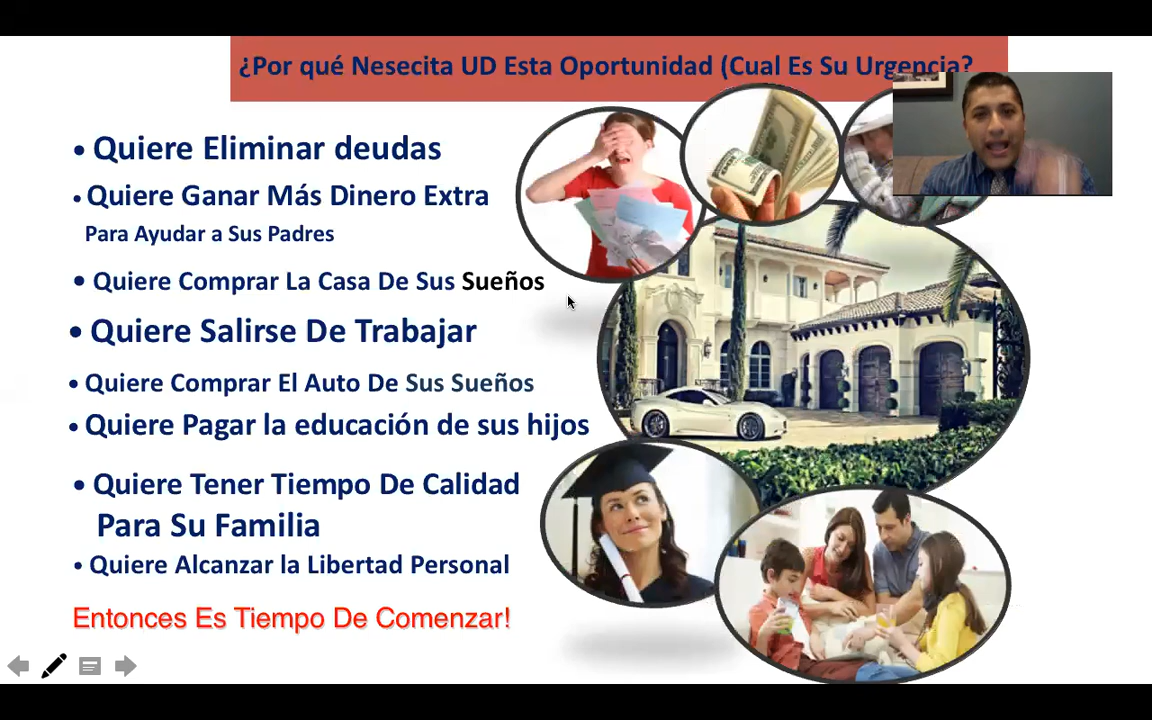 ¿Por qué Nesecita UD Esta Oportunidad (Cual Es Su Urgencia?
• Quiere Eliminar deudas
• Quiere Ganar Más Dinero Extra
Para Ayudar a Sus Padres
• Quiere Comprar La Casa De Sus Sueños
• Quiere Salirse De Trabajar
• Quiere Comprar El Auto De Sus Sueños
• Quiere Pagar la educación de sus hijos
• Quiere Tener Tiempo De Calidad
Para Su Familia
• Quiere Alcanzar la Libertad Personal
Entonces Es Tiempo De Comenzar!